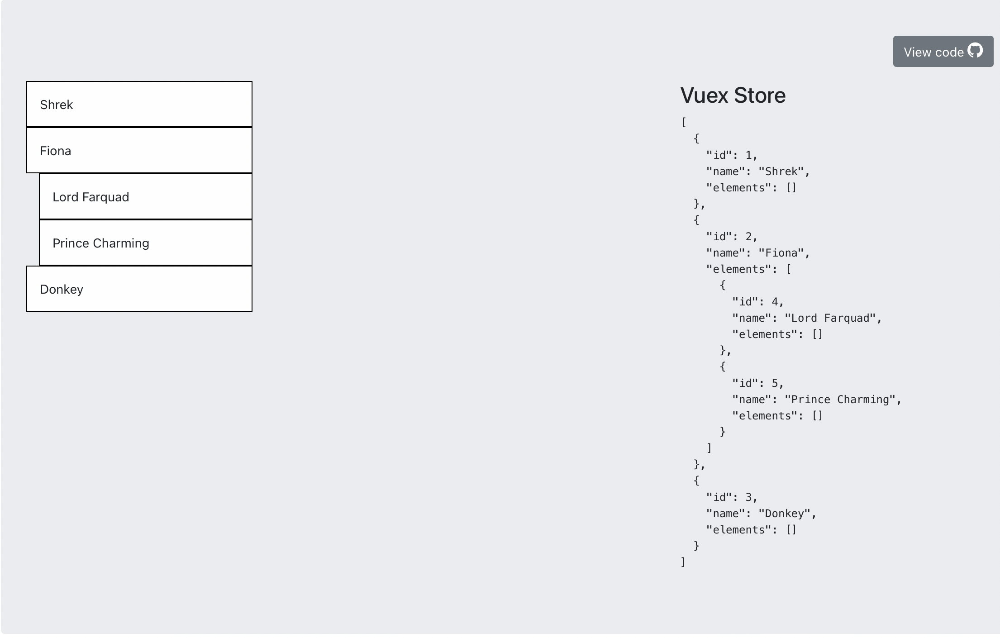 View code
Shrek
Fiona
Lord Farquad
Prince Charming
Donkey
Vuex Store
[
  {
    "id": 1,
    "name": "Shrek",
    "elements": []
  },
  {
    "id": 2,
    "name": "Fiona",
    "elements": [
      {
        "id": 4,
        "name": "Lord Farquad",
        "elements": []
      },
      {
        "id": 5,
        "name": "Prince Charming",
        "elements": []
      }
    ]
  },
  {
    "id": 3,
    "name": "Donkey",
    "elements": []
  }
]